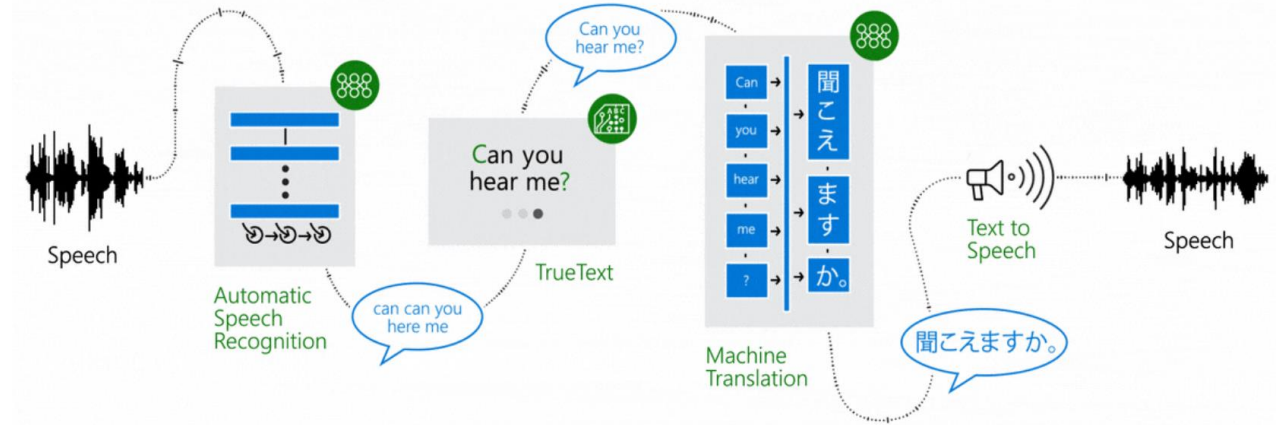 Speech
Automatic
Speech
Recognition
can can you
here me
Can you
hear me?
TrueText
ABC
Can you
hear me?
Can
you
hear
me
?
聞こえ
ます
か。
Machine
Translation
聞こえますか。
Text to
Speech
Speech